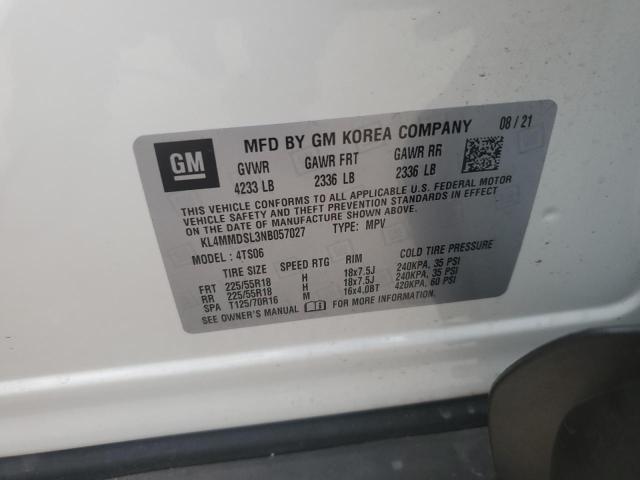 GM
MFD BY GM KOREA COMPANY 08 / 21
GVWR GAWR FRT GAWR RR
4233 LB 2336 LB 2336 LB
THIS VEHICLE CONFORMS TO ALL APPLICABLE U.S. FEDERAL MOTOR
VEHICLE SAFETY AND THEFT PREVENTION STANDARDS IN EFFECT
ON THE DATE OF MANUFACTURE SHOWN ABOVE.
KL4MMDSL3NB057027 TYPE: MPV
MODEL : 4TS06
TIRE SIZE SPEED RTG RIM COLD TIRE PRESSURE
FRT 225/55R18 H 18x7.5J 240KPA, 35 PSI
RR 225/55R18 H 18x7.5J 240KPA, 35 PSI
SPA T125/70R16 M 16x4.0BT 420KPA, 60 PSI
SEE OWNER'S MANUAL FOR MORE INFORMATION.